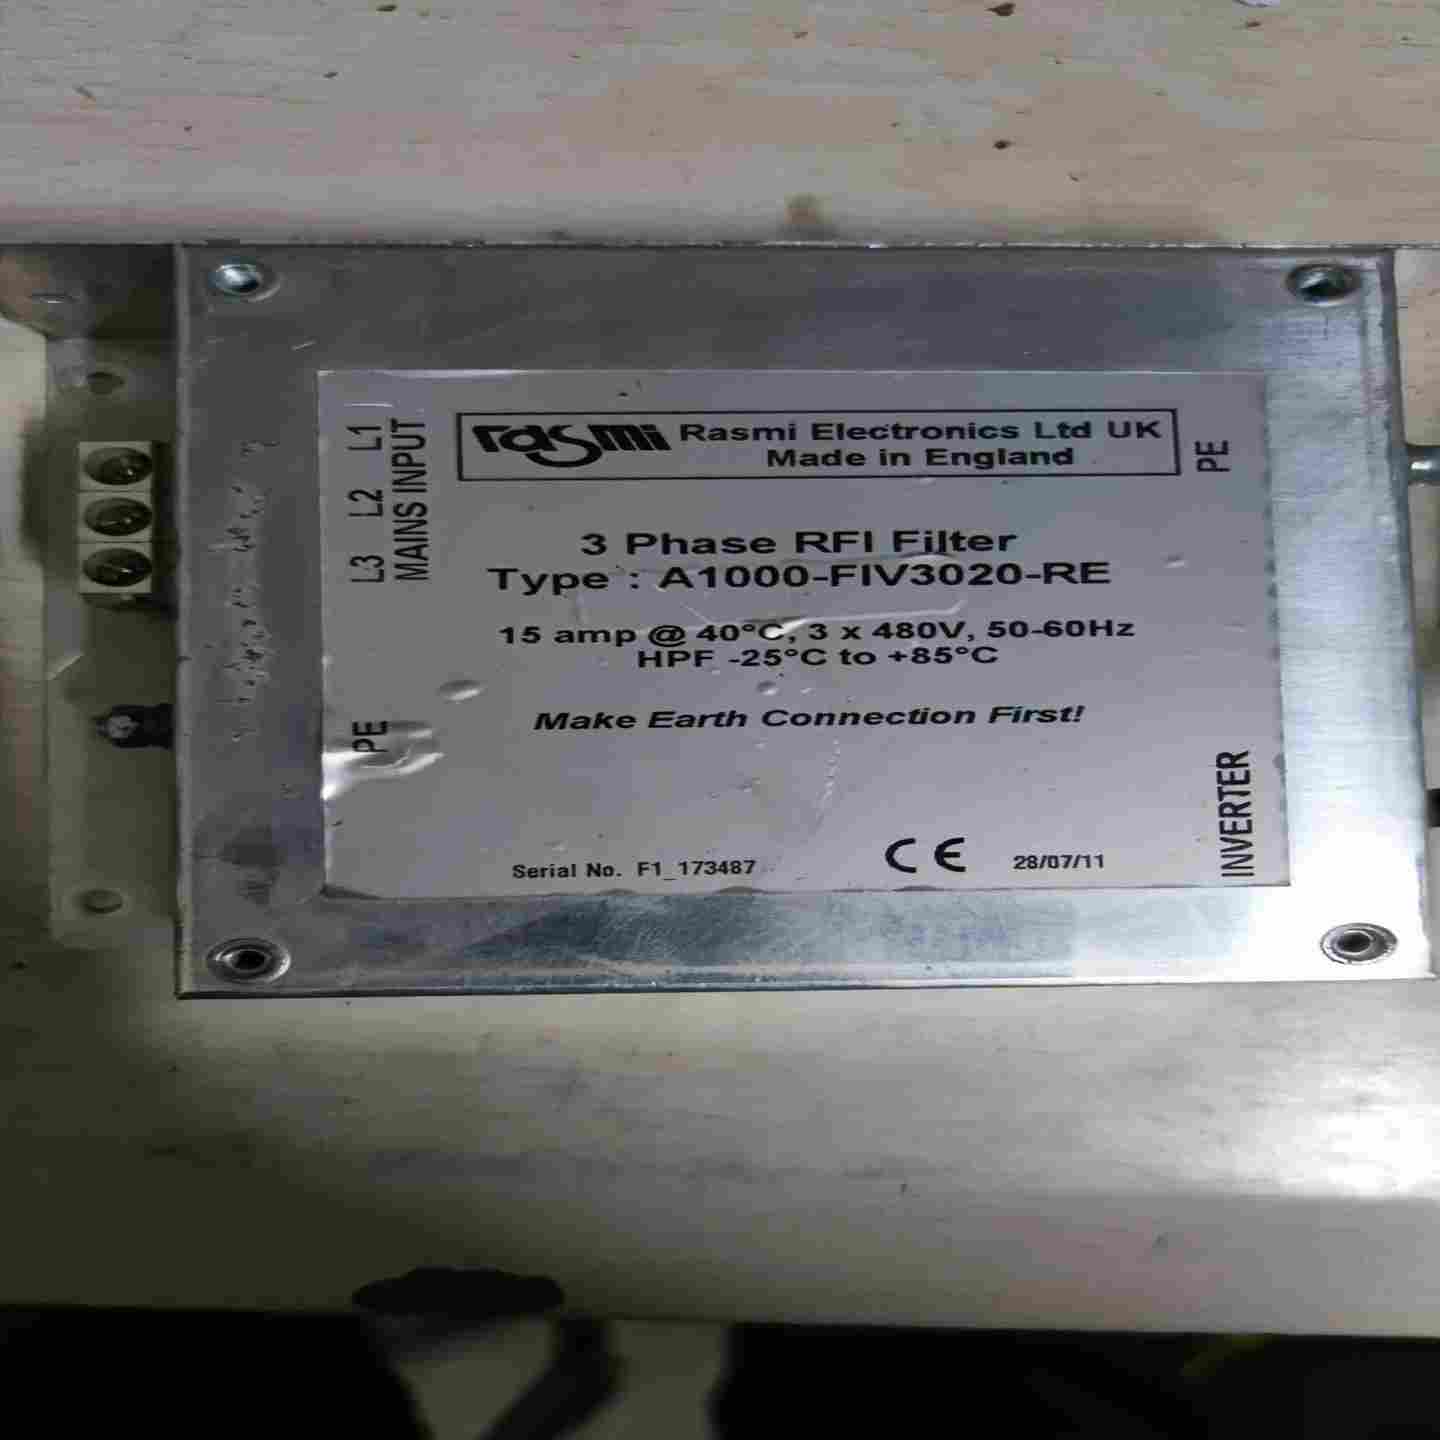 rasmi Rasmi Electronics Ltd UK
Made in England
L3 L2 L1
MAINS INPUT
PE
3 Phase RFI Filter
Type : A1000-FIV3020-RE
15 amp @ 40°C, 3 x 480V, 50-60Hz
HPF -25°C to +85°C
Make Earth Connection First!
PE
INVERTER
Serial No. F1_173487
CE
28/07/11